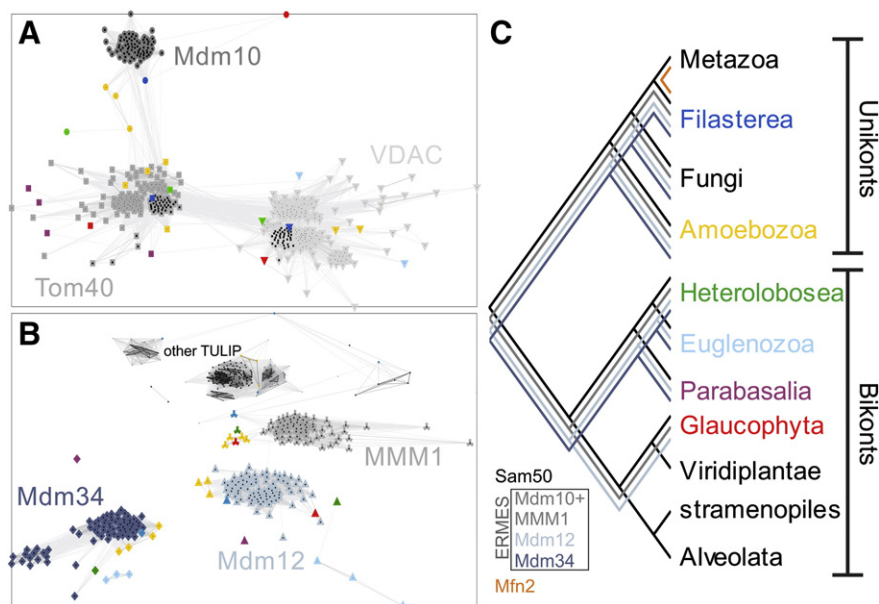 A
Mdm10
VDAC
Tom40
B
other TULIP
MMM1
Mdm34
Mdm12
C
Metazoa
Filasterea
Fungi
Amoebozoa
Unikonts
Heterolobosea
Euglenozoa
Parabasalia
Glaucophyta
Viridiplantae
stramenopiles
Alveolata
Bikonts
Sam50
ERMES
Mdm10+
MMM1
Mdm12
Mdm34
Mfn2